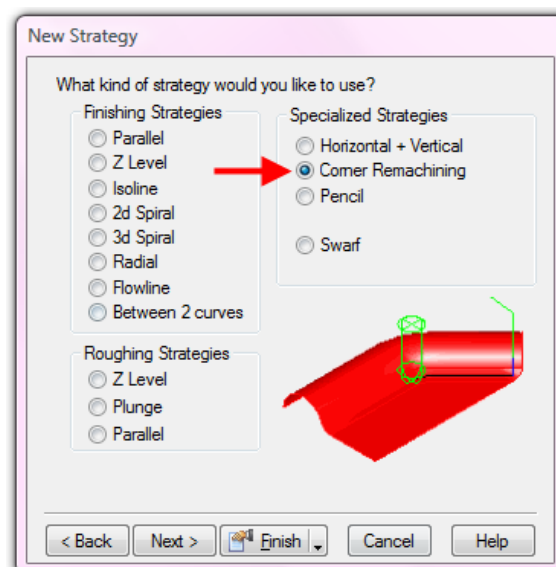 New Strategy
What kind of strategy would you like to use?
Finishing Strategies
Parallel
Z Level
Isoline
2d Spiral
3d Spiral
Radial
Flowline
Between 2 curves
Roughing Strategies
Z Level
Plunge
Parallel
Specialized Strategies
Horizontal + Vertical
Corner Remachining
Pencil
Swarf
< Back Next > Finish Cancel Help